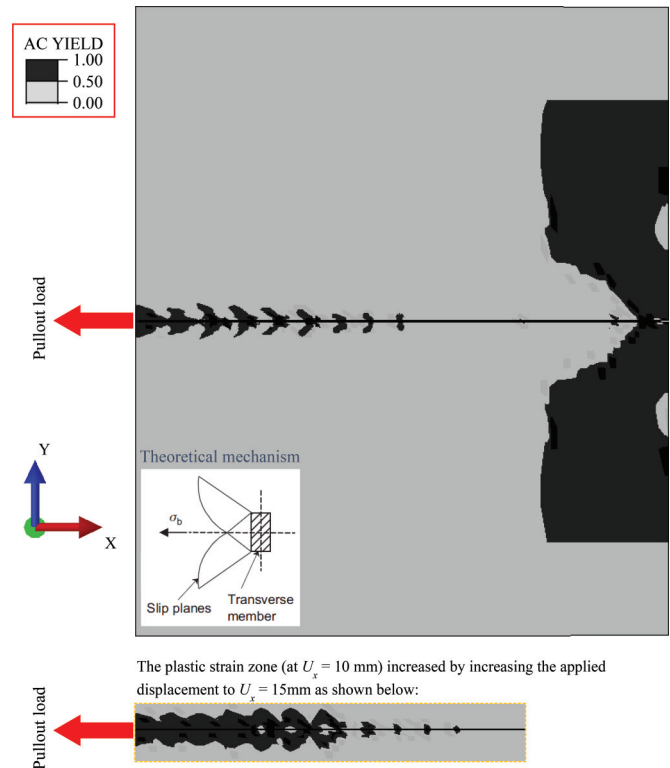 AC YIELD
1.00
0.50
0.00
Pullout load
Y
X
Theoretical mechanism
σb
Slip planes
Transverse
member
The plastic strain zone (at Ux = 10 mm) increased by increasing the applied
displacement to Ux = 15mm as shown below:
Pullout load